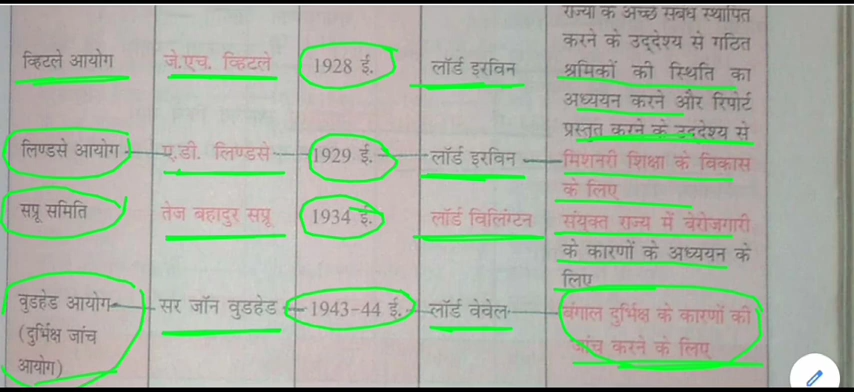 राज्यों के अच्छे संबंध स्थापित
करने के उद्देश्य से गठित
व्हिटले आयोग जे.एच. व्हिटले 1928 ई. लॉर्ड इरविन श्रमिकों की स्थिति का
अध्ययन करने और रिपोर्ट
प्रस्तुत करने के उद्देश्य से
लिण्डसे आयोग ए.डी. लिण्डसे 1929 ई. लॉर्ड इरविन मिशनरी शिक्षा के विकास
के लिए
सप्रू समिति तेज बहादुर सप्रू 1934 ई. लॉर्ड विलिंग्टन संयुक्त राज्य में बेरोजगारी
के कारणों के अध्ययन के
लिए
वुडहेड आयोग सर जॉन वुडहेड 1943-44 ई. लॉर्ड वेवेल बंगाल दुर्भिक्ष के कारणों की
(दुर्भिक्ष जांच जांच करने के लिए
आयोग)